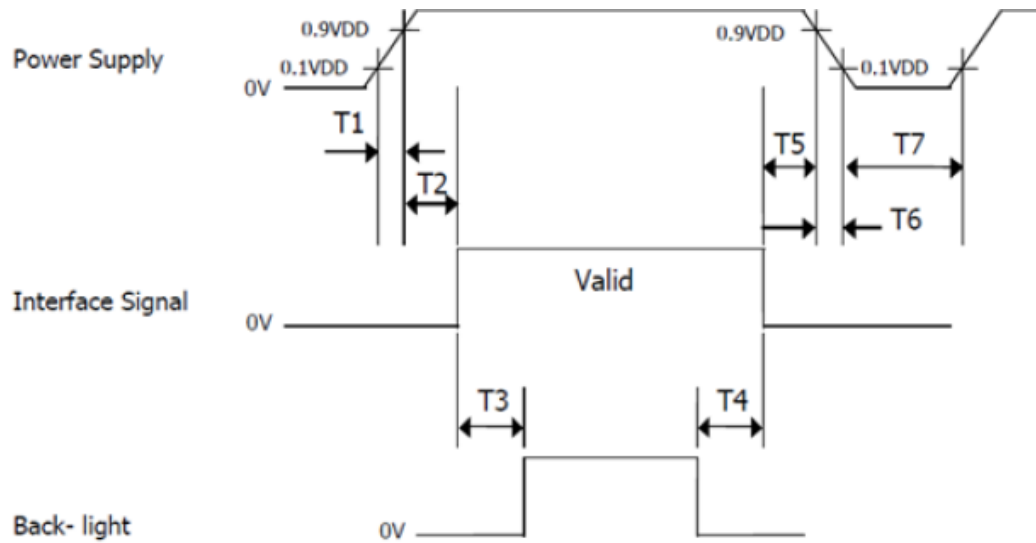 0.9VDD
0.9VDD
Power Supply
0.1VDD
0.1VDD
0V
T1
T5
T7
T2
T6
Valid
Interface Signal
0V
T3
T4
Back- light
0V